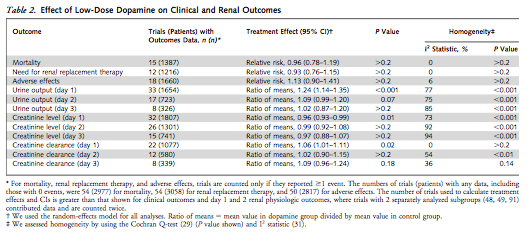 Table 2. Effect of Low-Dose Dopamine on Clinical and Renal Outcomes
Outcome Trials (Patients) with Outcomes Data, n (n)* Treatment Effect (95% CI)† P Value Homogeneity‡
I² Statistic, % P Value
Mortality 15 (1387) Relative risk, 0.96 (0.78–1.19) >0.2 0 >0.2
Need for renal replacement therapy 12 (1216) Relative risk, 0.93 (0.76–1.15) >0.2 0 >0.2
Adverse effects 18 (1660) Relative risk, 1.13 (0.90–1.41) >0.2 6 >0.2
Urine output (day 1) 33 (1654) Ratio of means, 1.24 (1.14–1.35) <0.001 77 <0.001
Urine output (day 2) 17 (723) Ratio of means, 1.09 (0.99–1.20) 0.07 75 <0.001
Urine output (day 3) 8 (326) Ratio of means, 1.02 (0.87–1.20) >0.2 85 <0.001
Creatinine level (day 1) 32 (1807) Ratio of means, 0.96 (0.93–0.99) 0.01 73 <0.001
Creatinine level (day 2) 26 (1301) Ratio of means, 0.99 (0.92–1.08) >0.2 92 <0.001
Creatinine level (day 3) 15 (741) Ratio of means, 0.97 (0.88–1.07) >0.2 94 <0.001
Creatinine clearance (day 1) 22 (1077) Ratio of means, 1.06 (1.01–1.11) 0.02 0 >0.2
Creatinine clearance (day 2) 12 (580) Ratio of means, 1.02 (0.90–1.15) >0.2 54 <0.01
Creatinine clearance (day 3) 8 (339) Ratio of means, 1.09 (0.96–1.24) 0.18 36 0.14
* For mortality, renal replacement therapy, and adverse effects, trials are counted only if they reported ≥1 event. The numbers of trials (patients) with any data, including
those with 0 events, were 54 (2977) for mortality, 54 (3058) for renal replacement therapy, and 50 (2817) for adverse effects. The number of trials used to calculate treatment
effects and CIs is greater than that shown for clinical outcomes and day 1 and 2 renal physiologic outcomes, where trials with 2 separately analyzed subgroups (48, 49, 91)
contributed data and are counted twice.
† We used the random-effects model for all analyses. Ratio of means = mean value in dopamine group divided by mean value in control group.
‡ We assessed homogeneity by using the Cochran Q-test (29) (P value shown) and I² statistic (31).